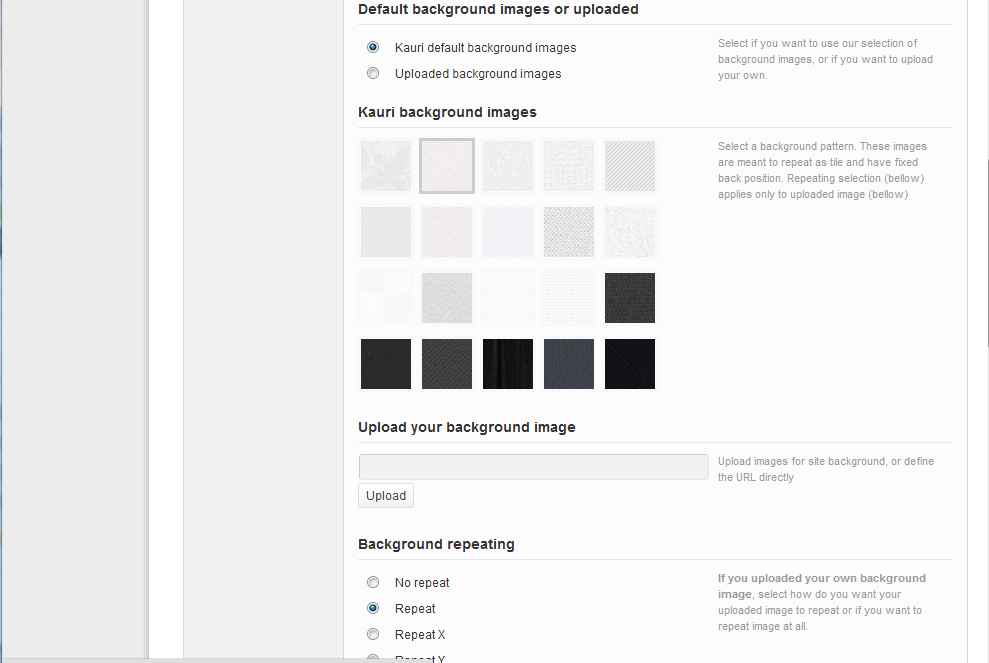 Default background images or uploaded
Kauri default background images
Uploaded background images
Select if you want to use our selection of
background images, or if you want to upload
your own.
Kauri background images
Select a background pattern. These images
are meant to repeat as tile and have fixed
back position. Repeating selection (bellow)
applies only to uploaded image (bellow)
Upload your background image
Upload
Upload images for site background, or define
the URL directly
Background repeating
No repeat
Repeat
Repeat X
Repeat Y
If you uploaded your own background
image, select how do you want your
uploaded image to repeat or if you want to
repeat image at all.